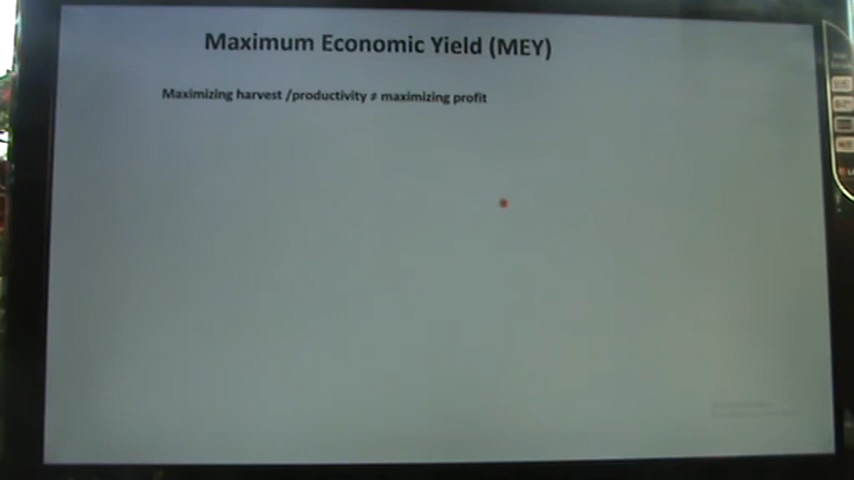 Maximum Economic Yield (MEY)
Maximizing harvest /productivity ≠ maximizing profit